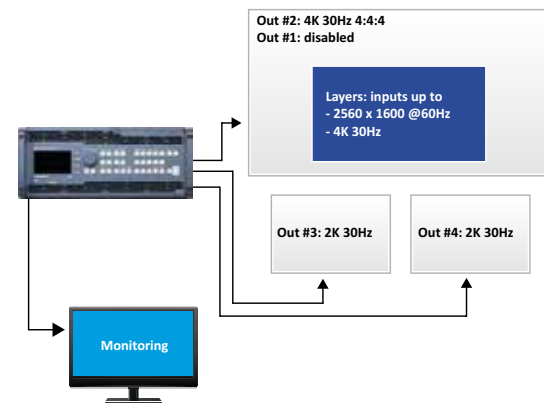 Out #2: 4K 30Hz 4:4:4
Out #1: disabled
Layers: inputs up to
- 2560 x 1600 @60Hz
- 4K 30Hz
Out #3: 2K 30Hz
Out #4: 2K 30Hz
Monitoring